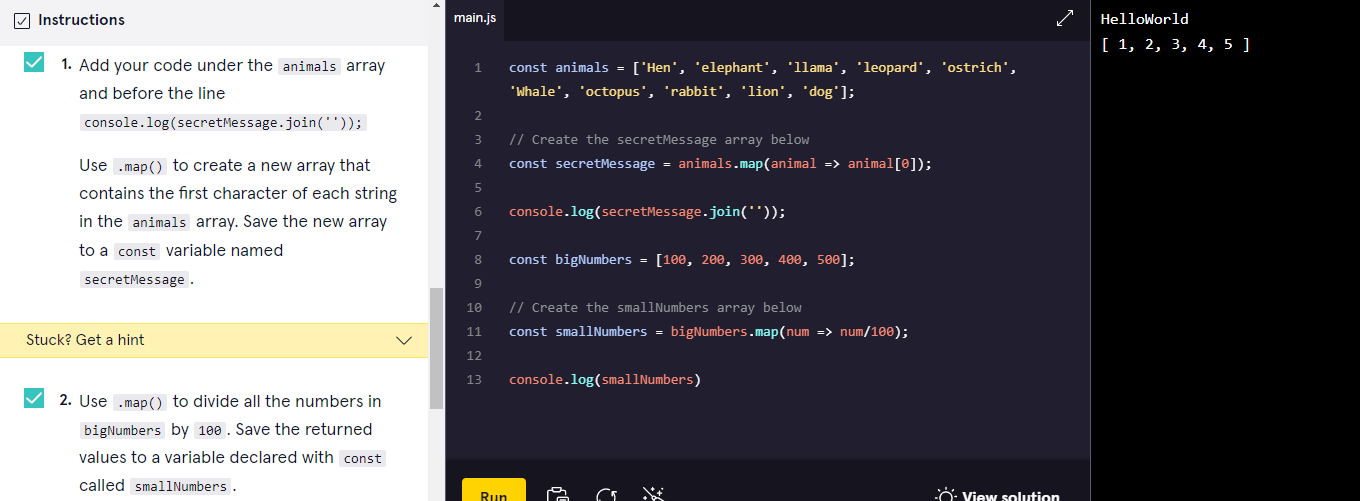 Instructions
1. Add your code under the animals array
and before the line
console.log(secretMessage.join(''));
Use .map() to create a new array that
contains the first character of each string
in the animals array. Save the new array
to a const variable named
secretMessage.
Stuck? Get a hint
2. Use .map() to divide all the numbers in
bigNumbers by 100. Save the returned
values to a variable declared with const
called smallNumbers.
main.js
1 const animals = ['Hen', 'elephant', 'llama', 'leopard', 'ostrich',
'Whale', 'octopus', 'rabbit', 'lion', 'dog'];
2
3 // Create the secretMessage array below
4 const secretMessage = animals.map(animal => animal[0]);
5
6 console.log(secretMessage.join(''));
7
8 const bigNumbers = [100, 200, 300, 400, 500];
9
10 // Create the smallNumbers array below
11 const smallNumbers = bigNumbers.map(num => num/100);
12
13 console.log(smallNumbers)
Run
View solution
HelloWorld
[ 1, 2, 3, 4, 5 ]